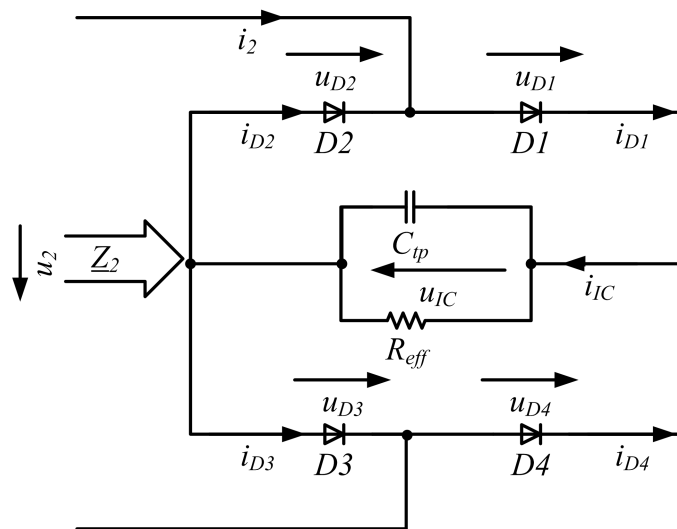 i2
uD2 uD1
iD2 D2 D1 iD1
u2 Z2 Ctp
uIC iIC
Reff
uD3 uD4
iD3 D3 D4 iD4